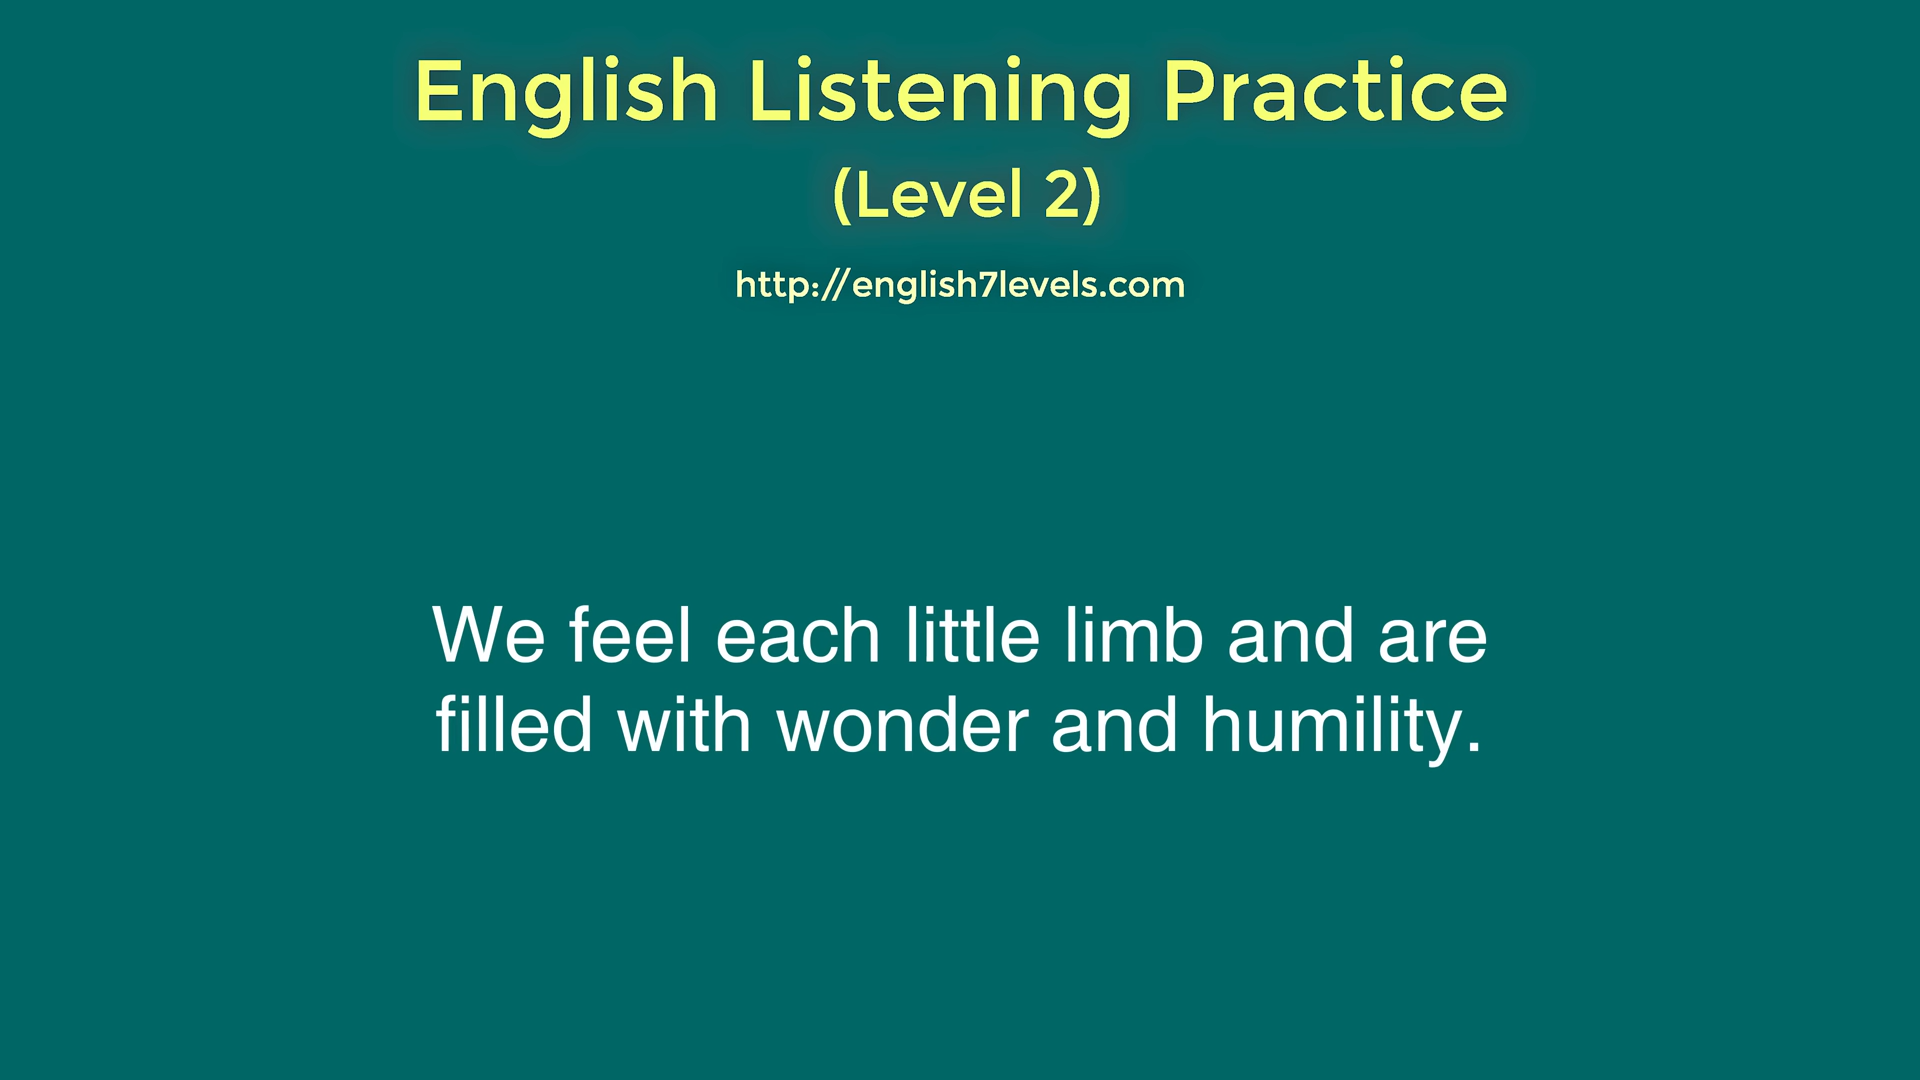 English Listening Practice
(Level 2)
http://english7levels.com
We feel each little limb and are
filled with wonder and humility.